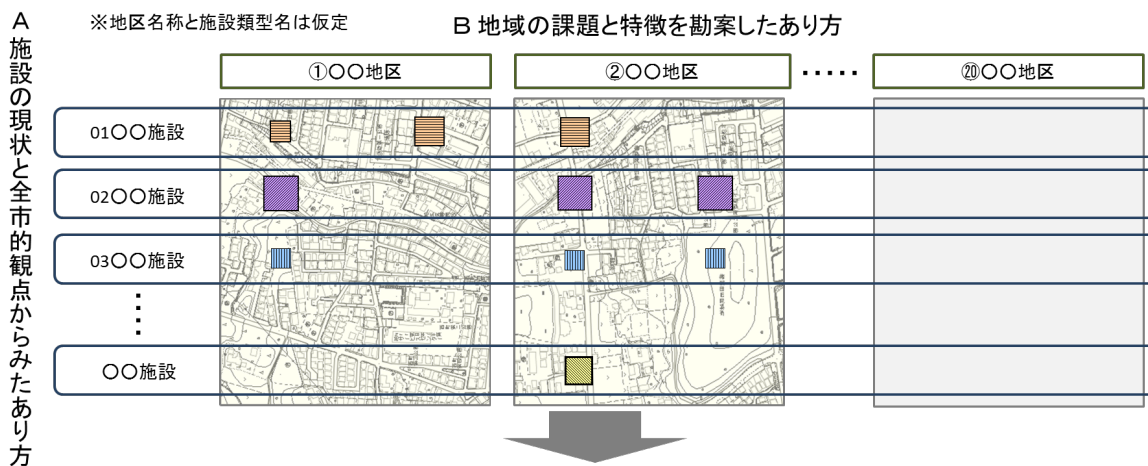 A 施設の現状と全市的観点からみたあり方
※地区名称と施設類型名は仮定
B 地域の課題と特徴を勘案したあり方
①〇〇地区
②〇〇地区
・・・・・
⑳〇〇地区
01〇〇施設
02〇〇施設
03〇〇施設
〇〇施設